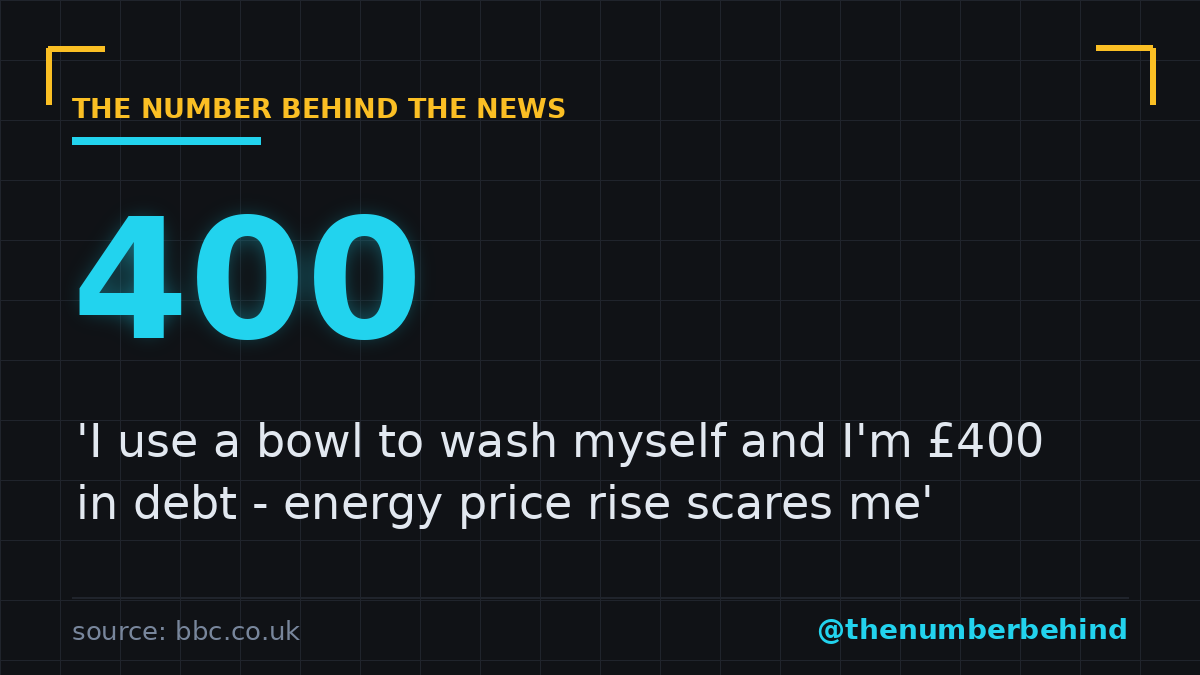 THE NUMBER BEHIND THE NEWS
400
'I use a bowl to wash myself and I'm £400
in debt - energy price rise scares me'
source: bbc.co.uk
@thenumberbehind